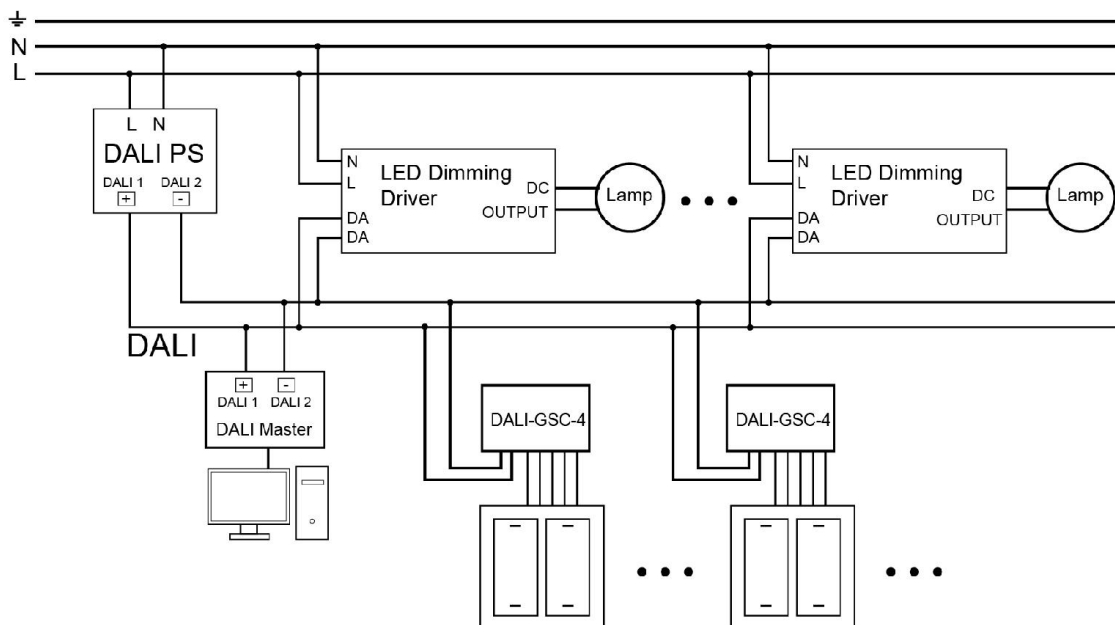 N
L
L N
DALI PS
DALI 1 DALI 2
+ -
N
L
DA
DA
LED Dimming
Driver
DC
OUTPUT
Lamp
N
L
DA
DA
LED Dimming
Driver
DC
OUTPUT
Lamp
DALI
+ -
DALI 1 DALI 2
DALI Master
DALI-GSC-4
DALI-GSC-4